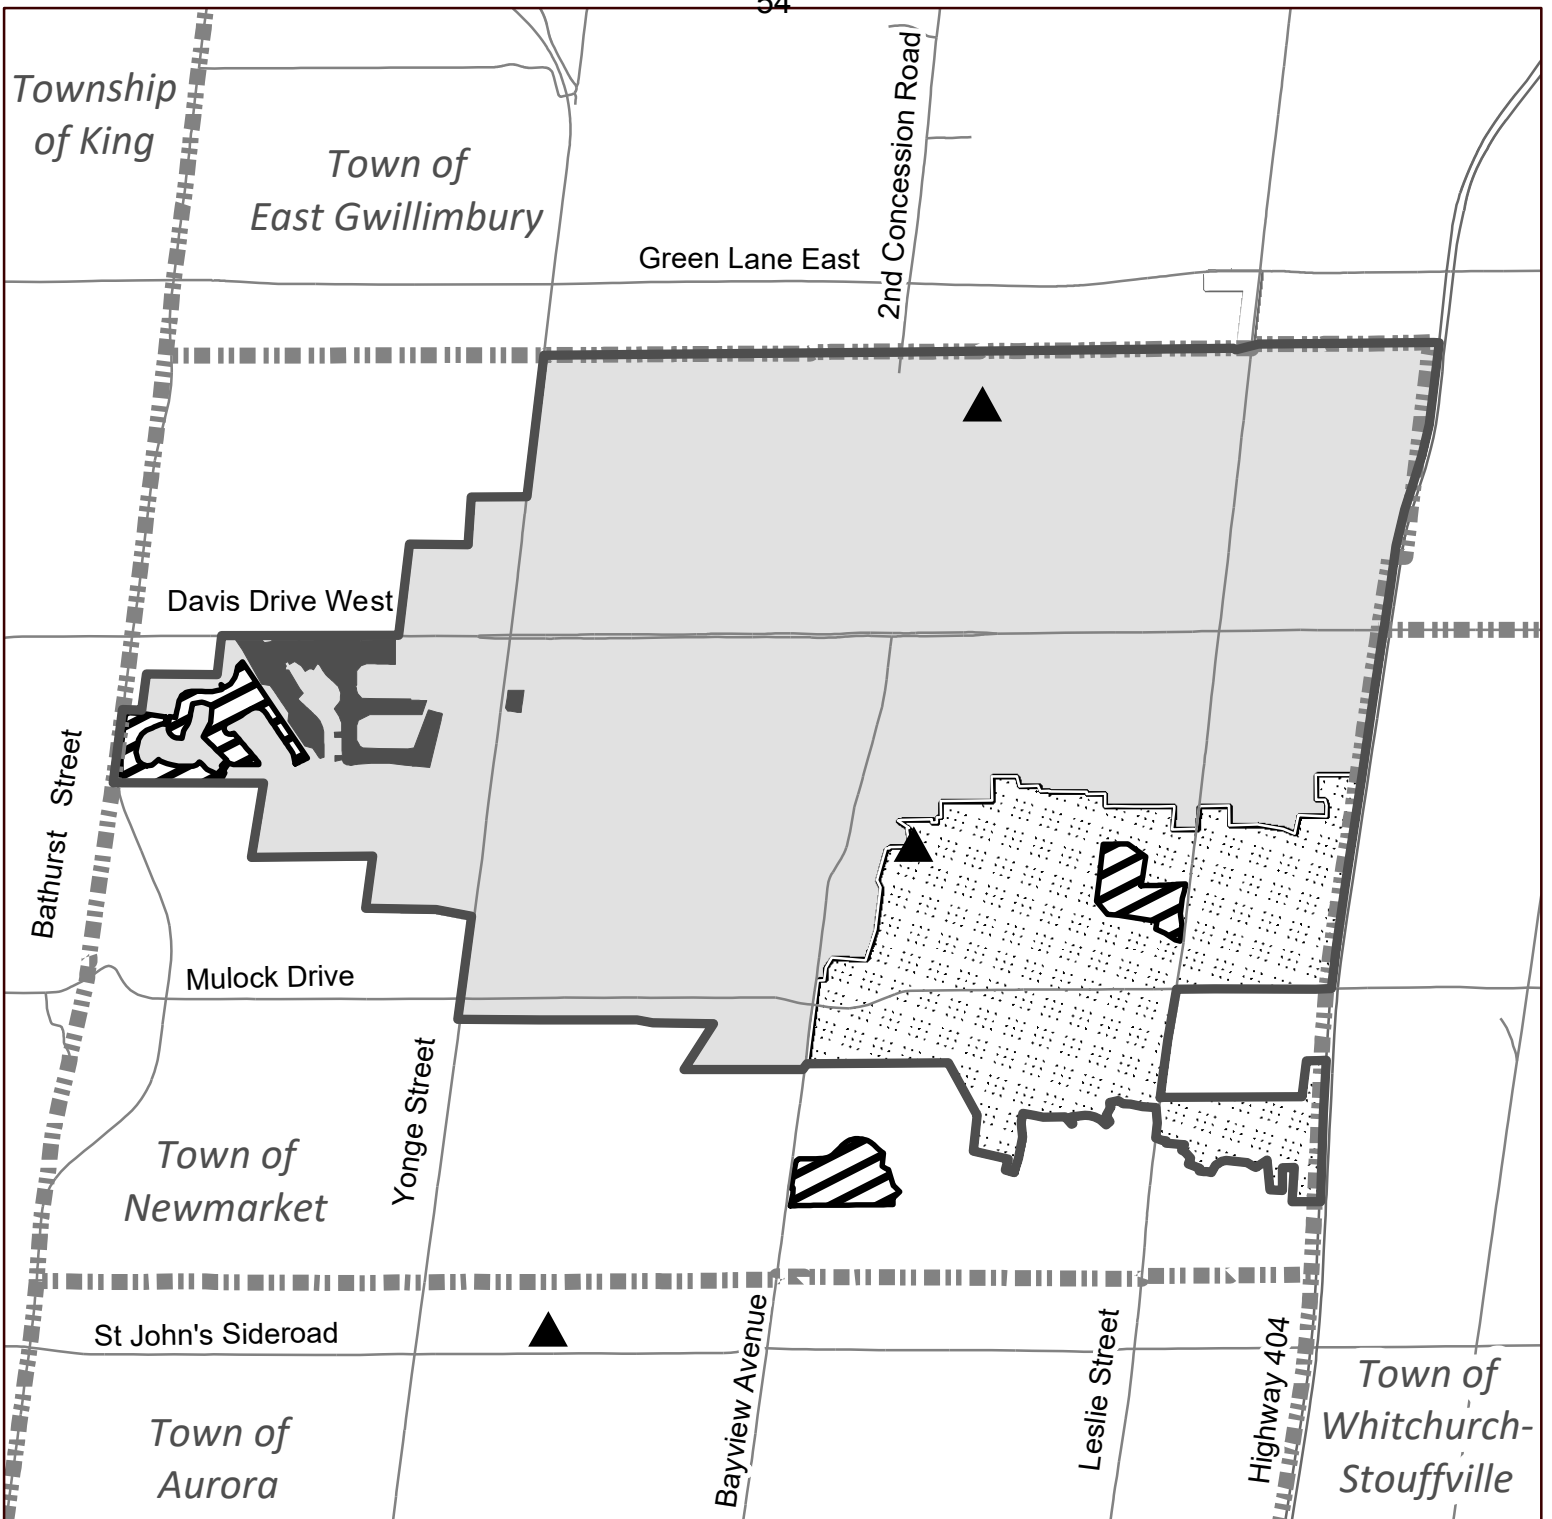 54
Township
of King
Town of
East Gwillimbury
2nd Concession Road
Green Lane East
Davis Drive West
Bathurst Street
Mulock Drive
Yonge Street
Town of
Newmarket
St John's Sideroad
Bayview Avenue
Leslie Street
Highway 404
Town of
Whitchurch-
Stouffville
Town of
Aurora